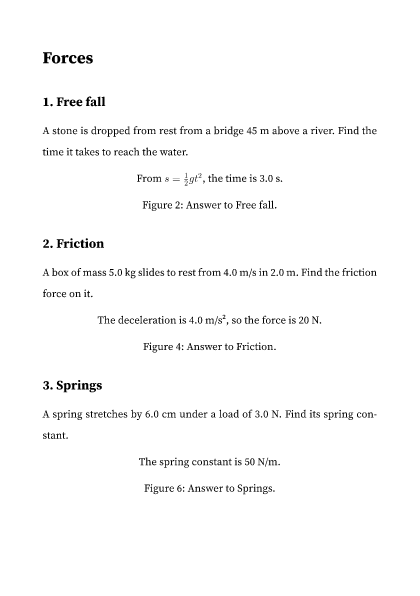 Forces
1. Free fall
A stone is dropped from rest from a bridge 45 m above a river. Find the
time it takes to reach the water.
From s = ½gt², the time is 3.0 s.
Figure 2: Answer to Free fall.
2. Friction
A box of mass 5.0 kg slides to rest from 4.0 m/s in 2.0 m. Find the friction
force on it.
The deceleration is 4.0 m/s², so the force is 20 N.
Figure 4: Answer to Friction.
3. Springs
A spring stretches by 6.0 cm under a load of 3.0 N. Find its spring con-
stant.
The spring constant is 50 N/m.
Figure 6: Answer to Springs.